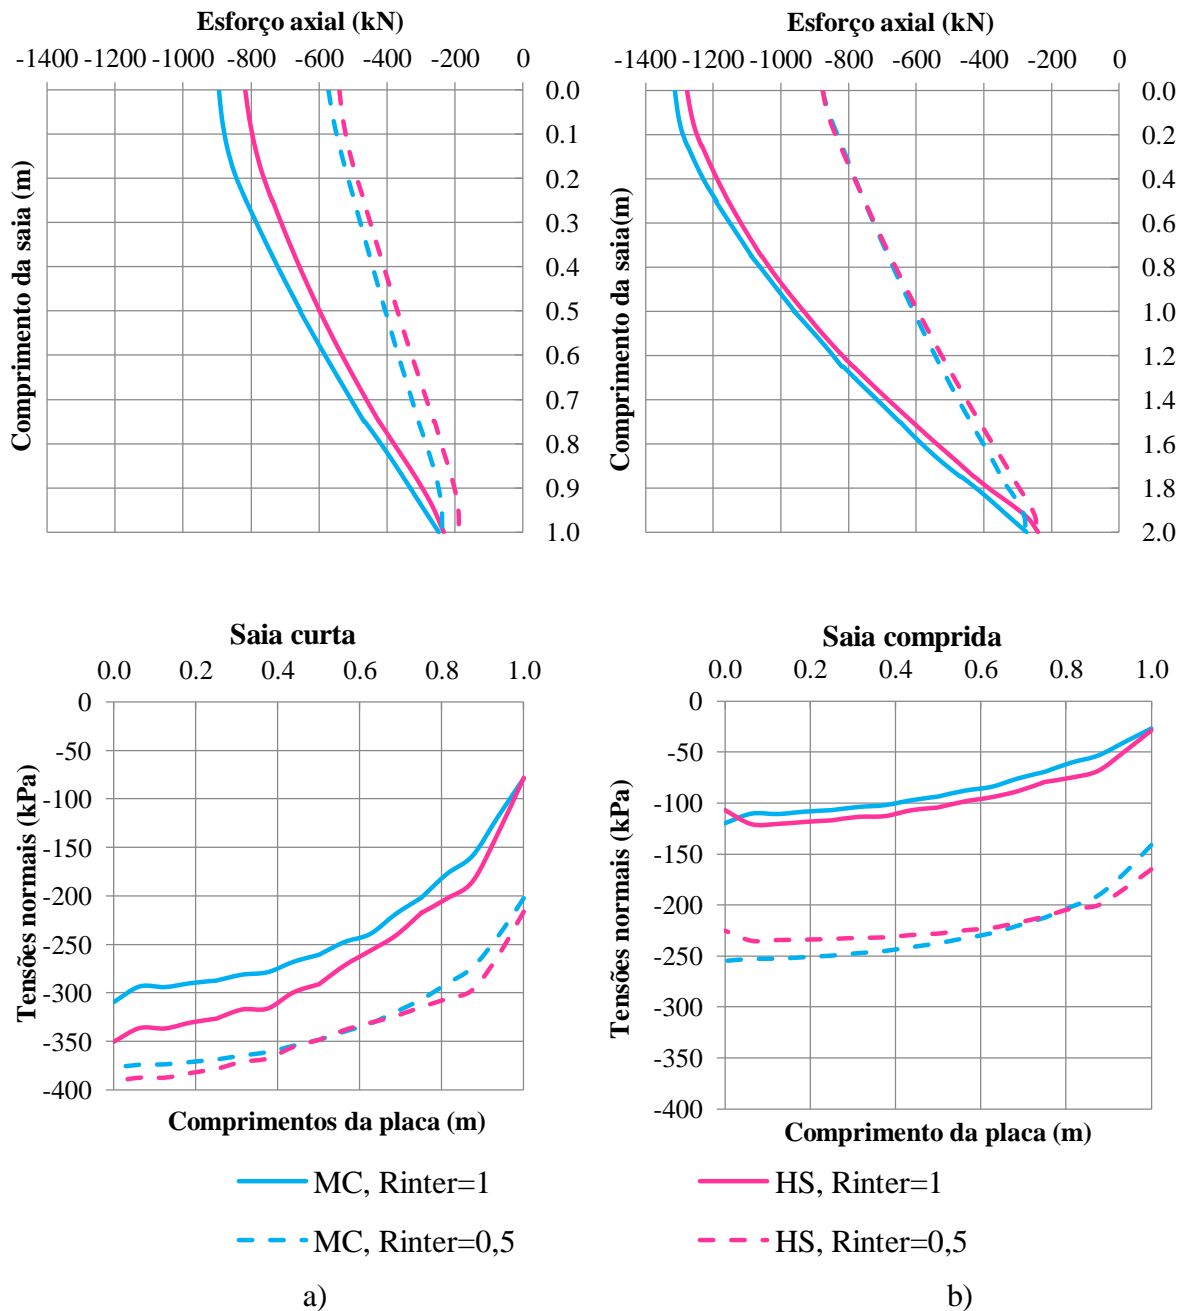 Esforço axial (kN)
-1400 -1200 -1000 -800 -600 -400 -200 0
0.0
0.1
0.2
0.3
0.4
0.5
0.6
0.7
0.8
0.9
1.0
Comprimento da saia (m)
Esforço axial (kN)
-1400 -1200 -1000 -800 -600 -400 -200 0
0.0
0.2
0.4
0.6
0.8
1.0
1.2
1.4
1.6
1.8
2.0
Comprimento da saia(m)
Saia curta
0.0 0.2 0.4 0.6 0.8 1.0
0
-50
-100
-150
-200
-250
-300
-350
-400
Tensões normais (kPa)
Comprimentos da placa (m)
Saia comprida
0.0 0.2 0.4 0.6 0.8 1.0
0
-50
-100
-150
-200
-250
-300
-350
-400
Tensões normais (kPa)
Comprimento da placa (m)
MC, Rinter=1
HS, Rinter=1
MC, Rinter=0,5
HS, Rinter=0,5
a)
b)